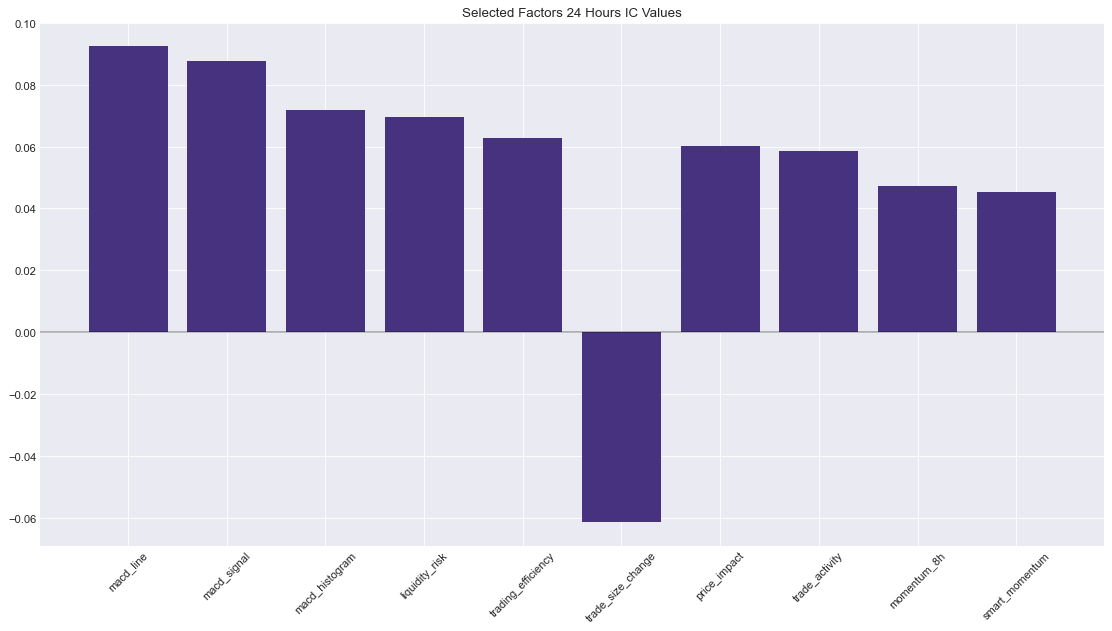 Selected Factors 24 Hours IC Values
0.10
0.08
0.06
0.04
0.02
0.00
−0.02
−0.04
−0.06
macd_line
macd_signal
macd_histogram
liquidity_risk
trading_efficiency
trade_size_change
price_impact
trade_activity
momentum_8h
smart_momentum